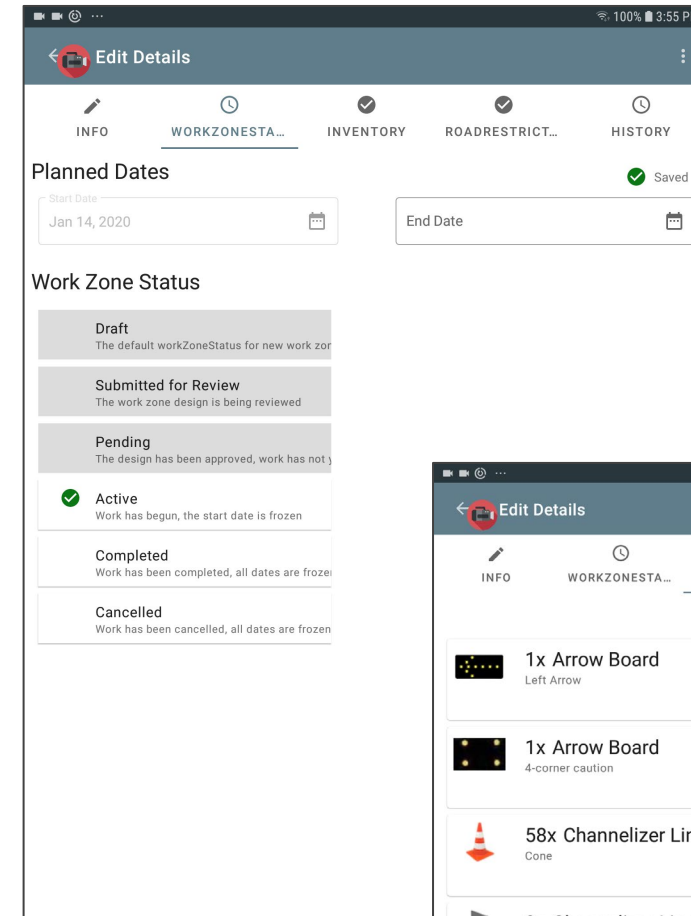 100% 3:55 P
Edit Details
INFO
WORKZONESTA...
INVENTORY
ROADRESTRICT...
HISTORY
Planned Dates
Saved
Start Date
Jan 14, 2020
End Date
Work Zone Status
Draft
The default workZoneStatus for new work zor
Submitted for Review
The work zone design is being reviewed
Pending
The design has been approved, work has not
Active
Work has begun, the start date is frozen
Completed
Work has been completed, all dates are froze
Cancelled
Work has been cancelled, all dates are frozen
Edit Details
INFO
WORKZONESTA...
1x Arrow Board
Left Arrow
1x Arrow Board
4-corner caution
58x Channelizer Lin
Cone